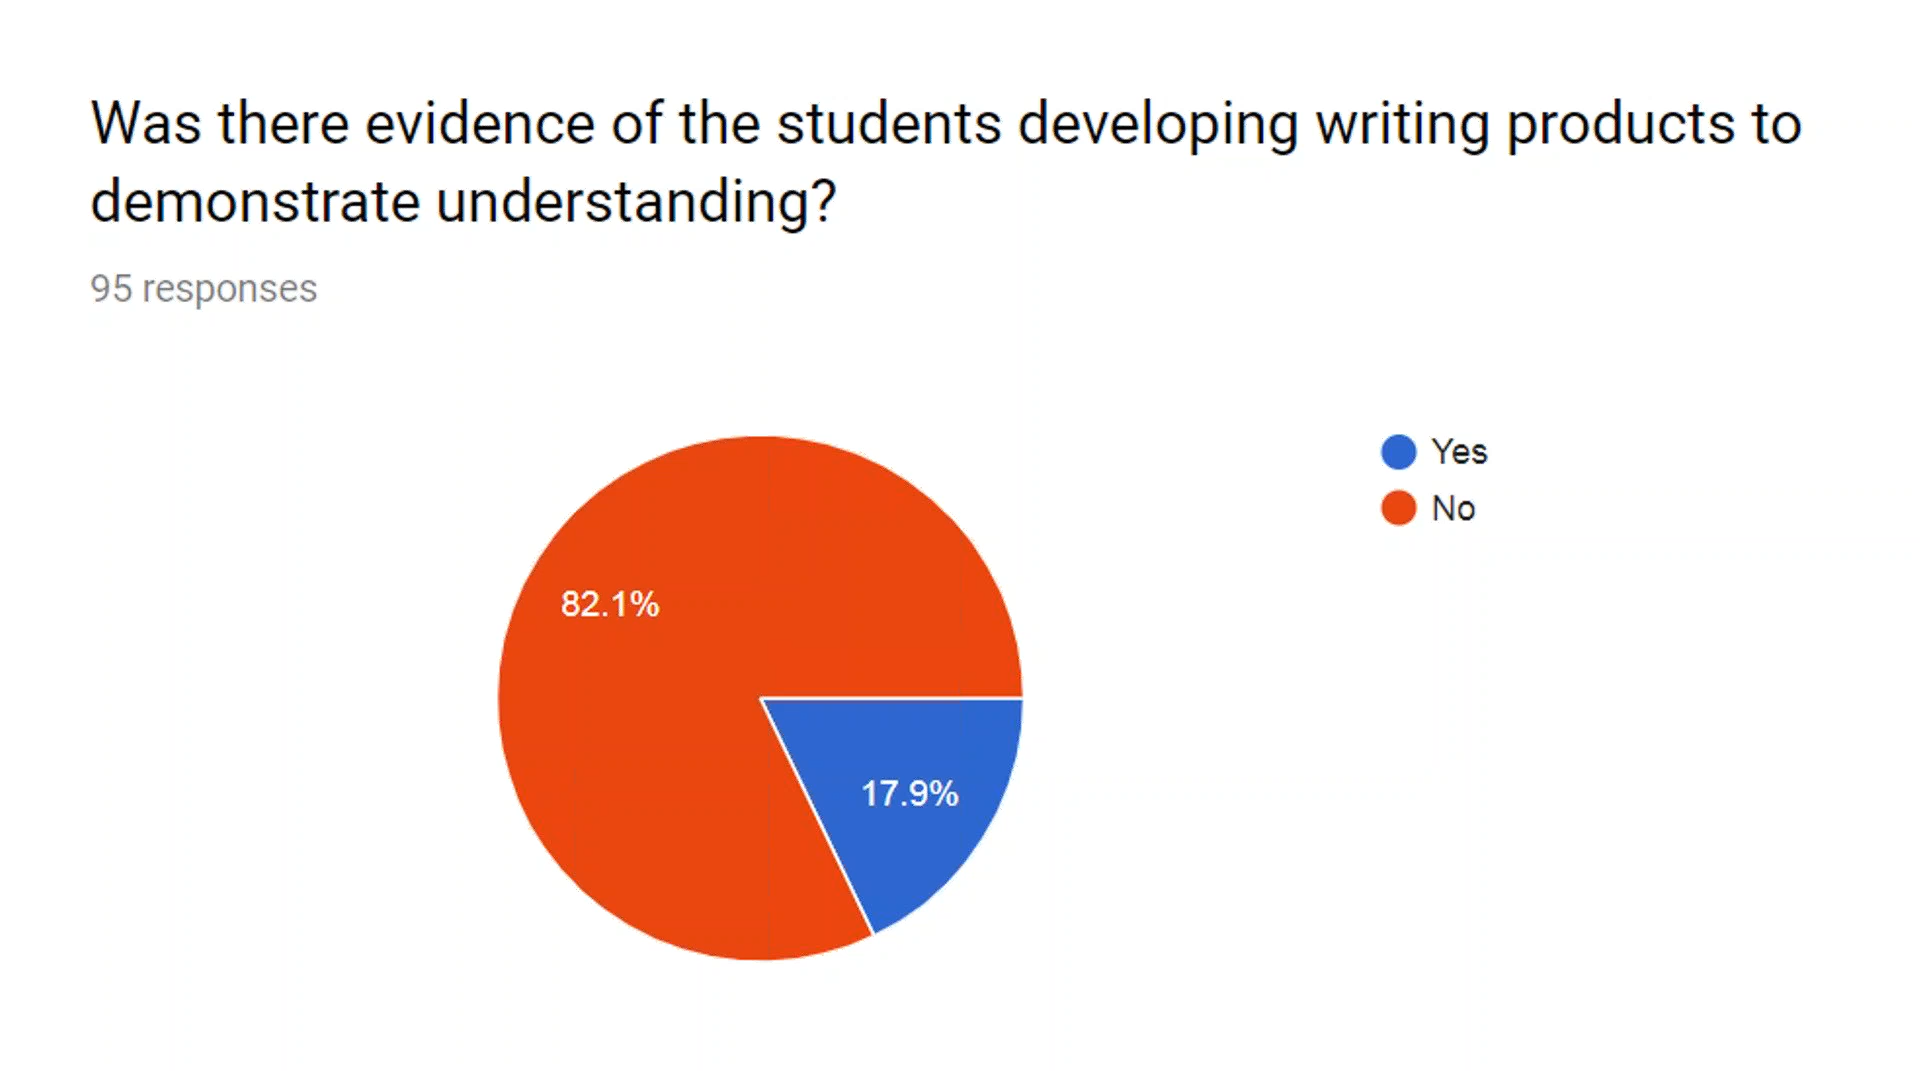 Was there evidence of the students developing writing products to
demonstrate understanding?
95 responses
Yes
No
82.1%
17.9%